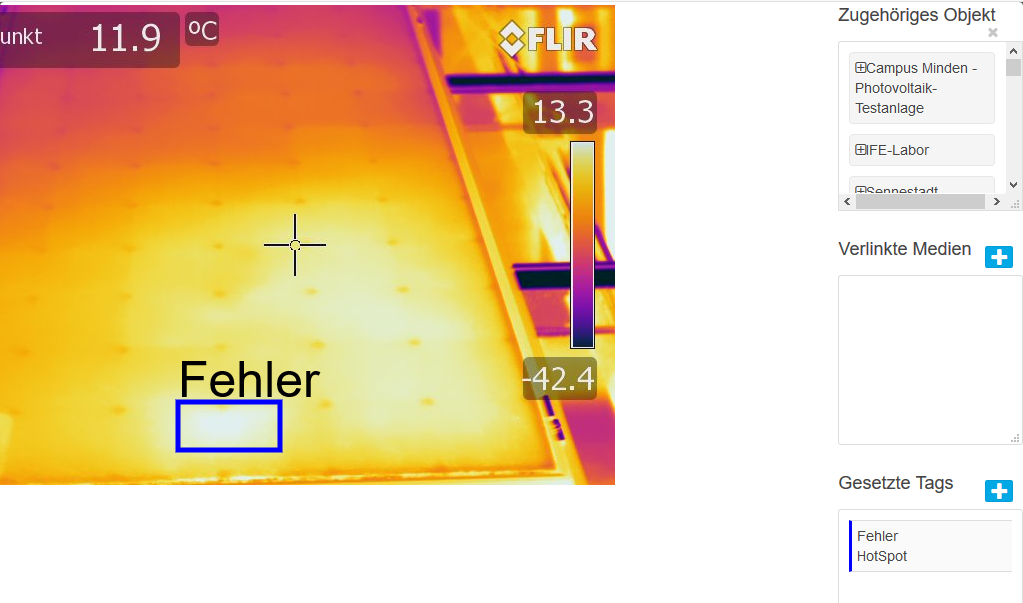 unkt 11.9 °C
FLIR
13.3
-42.4
Fehler
Zugehöriges Objekt
Campus Minden -
Photovoltaik-
Testanlage
IFE-Labor
Sennestadt
Verlinkte Medien
Gesetzte Tags
Fehler
HotSpot